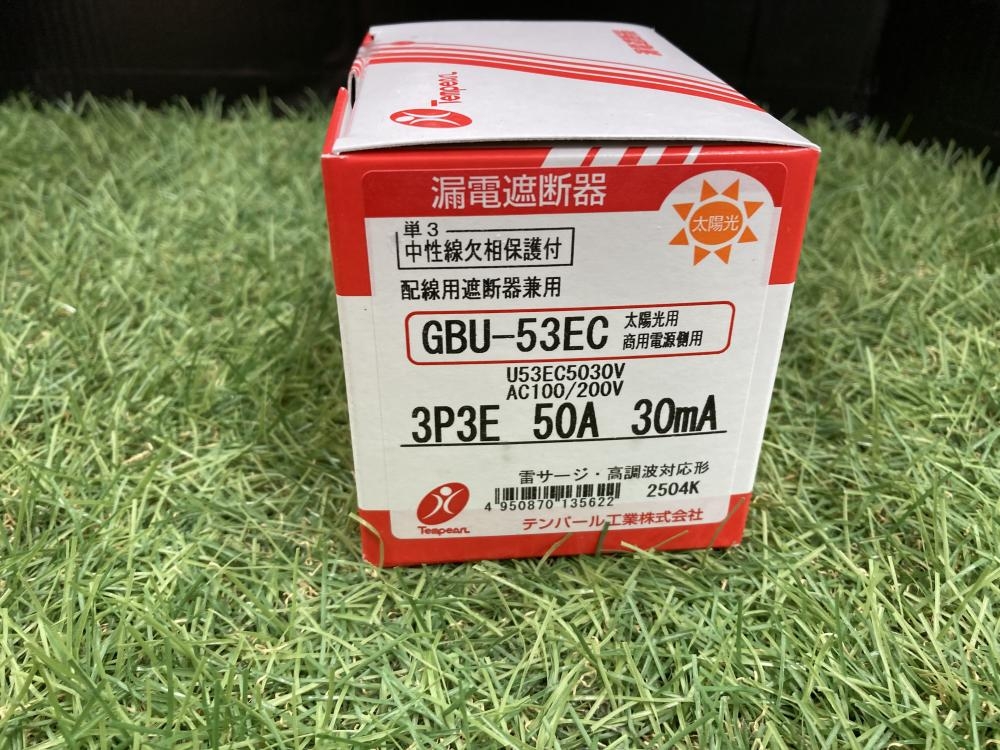 Tempearl
漏電遮断器
太陽光
単3
中性線欠相保護付
配線用遮断器兼用
GBU-53EC 太陽光用
商用電源側用
U53EC5030V
AC100/200V
3P3E 50A 30mA
雷サージ・高調波対応形
4 950870 135622 2504K
Tempearl テンパール工業株式会社